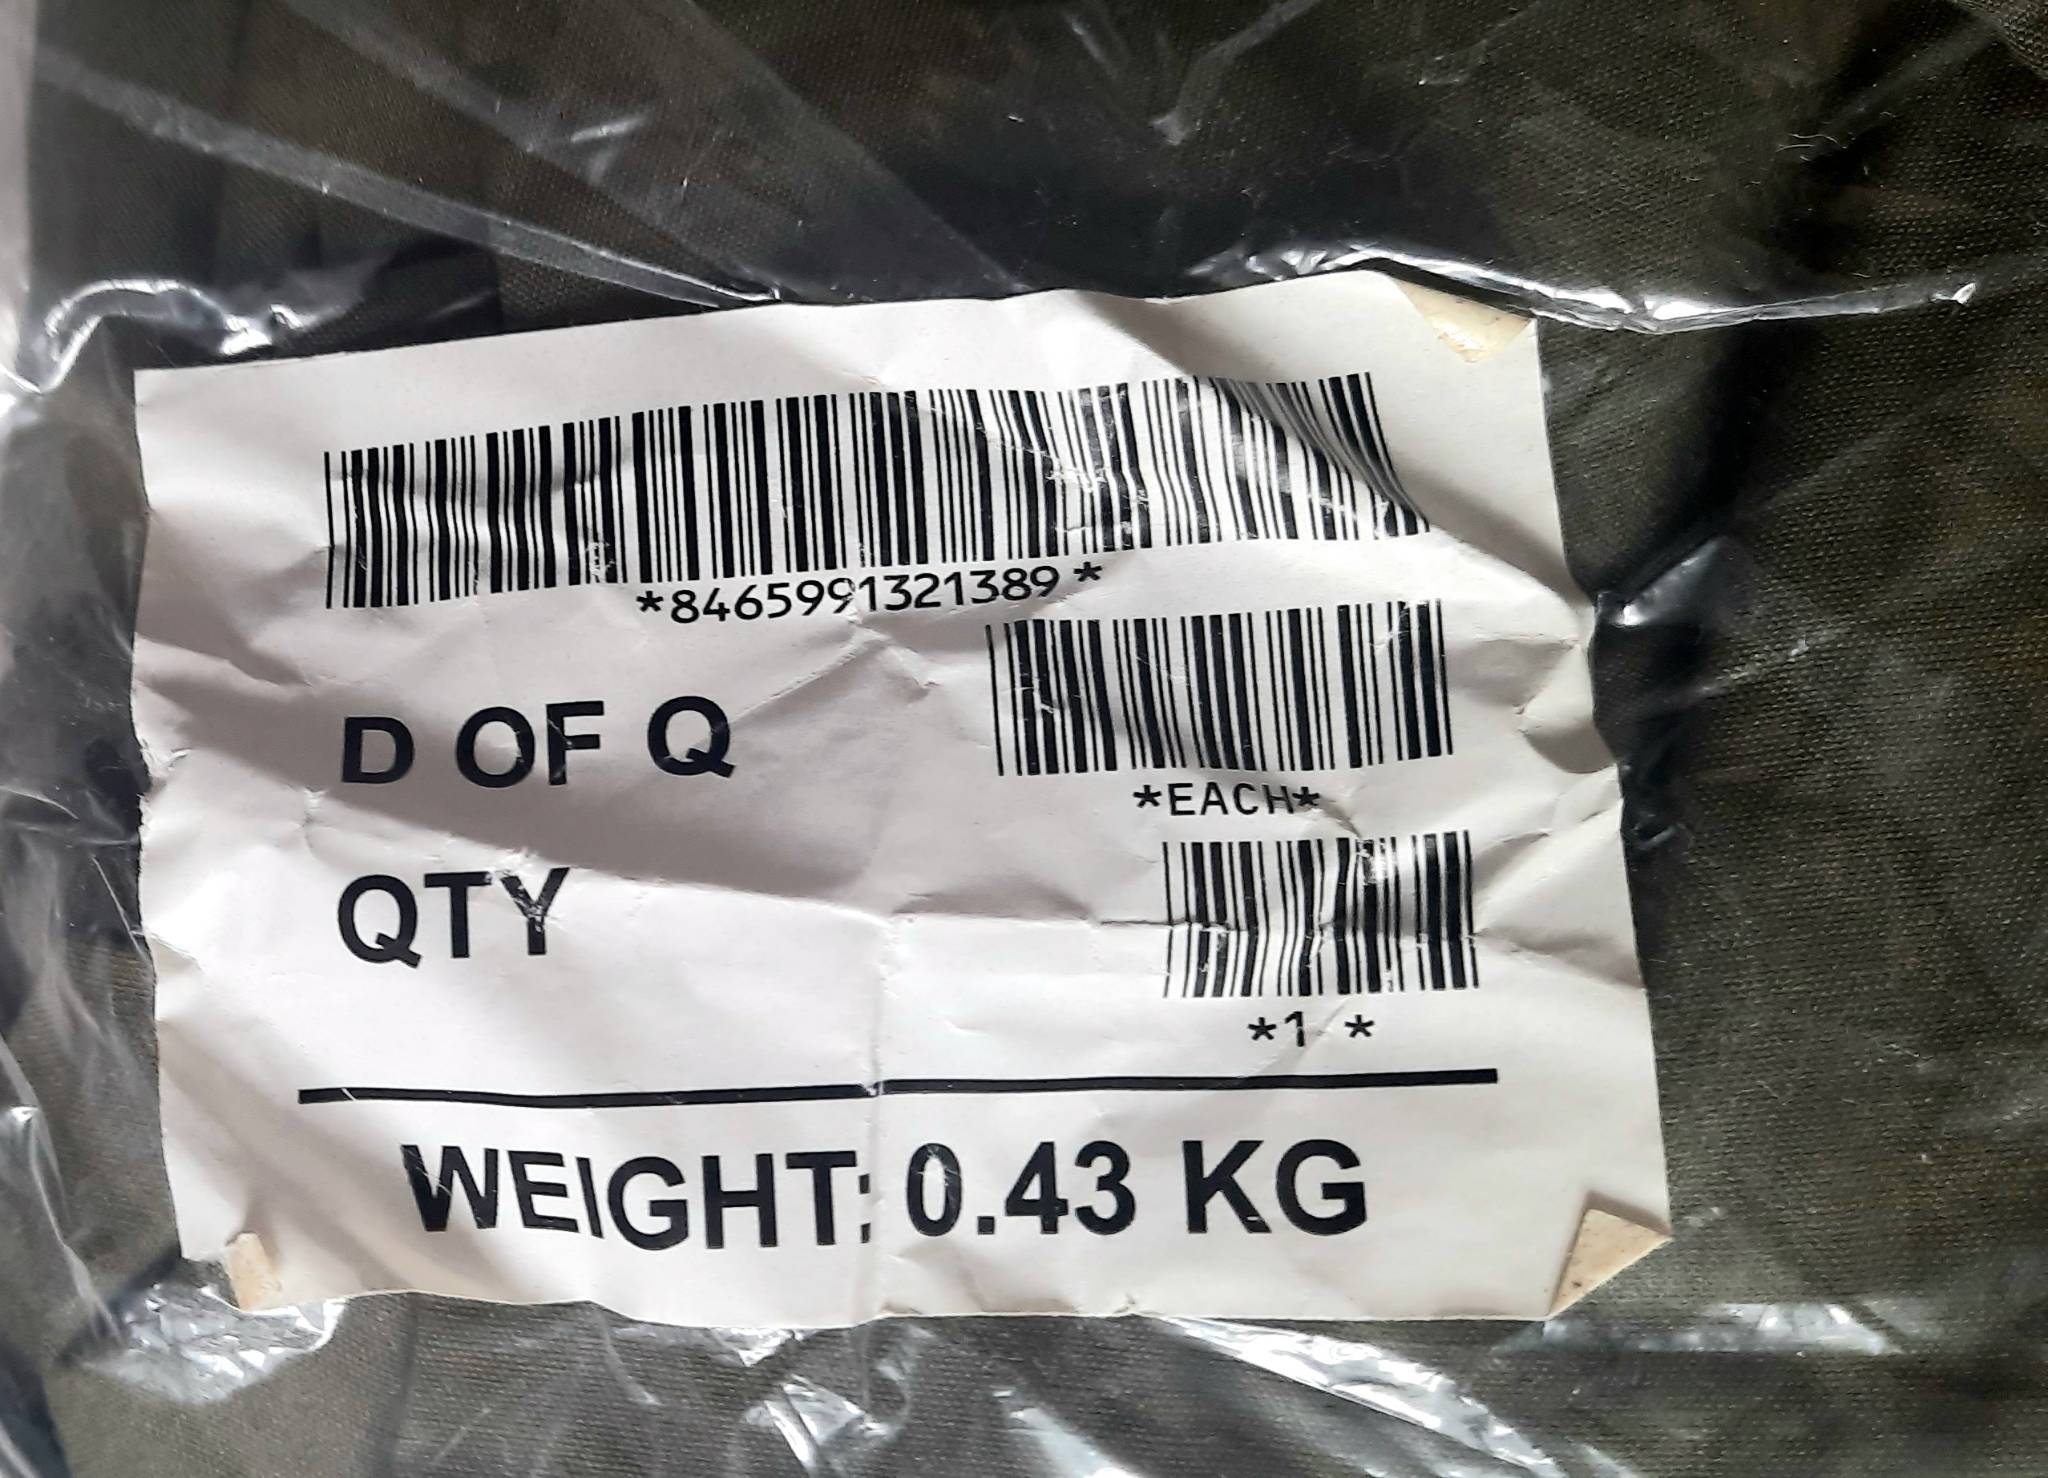 *8465991321389*
D OF Q
*EACH*
QTY
*1 *
WEIGHT: 0.43 KG